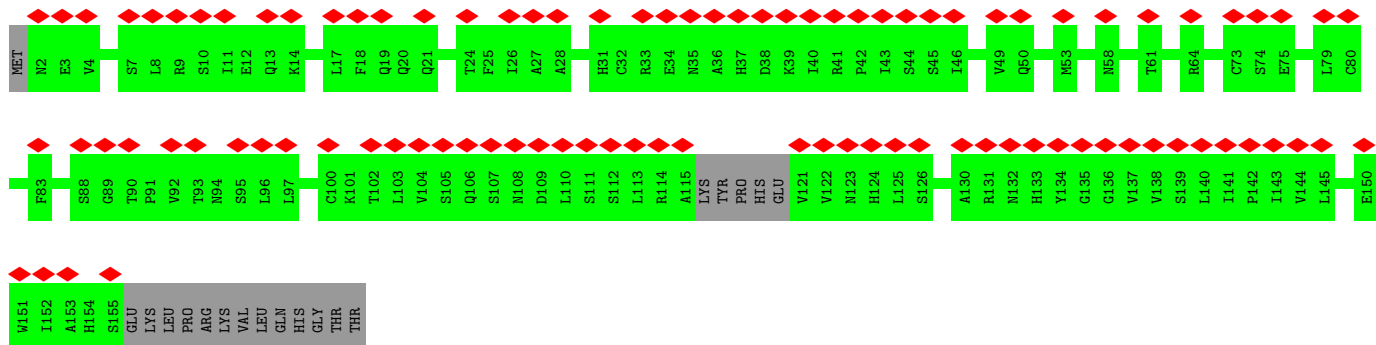 MET N2 E3 V4 S7 L8 R9 S10 I11 E12 Q13 K14 L17 F18 Q19 Q20 Q21 T24 F25 I26 A27 A28 H31 C32 R33 E34 N35 A36 H37 D38 K39 I40 R41 P42 I43 S44 S45 I46 V49 Q50 M53 N58 T61 R64 C73 S74 E75 L79 C80
F83 S88 G89 T90 P91 V92 T93 N94 S95 L96 L97 C100 K101 T102 L103 V104 S105 Q106 S107 N108 D109 L110 S111 S112 L113 R114 A115 LYS TYR PRO HIS GLU V121 V122 N123 H124 L125 S126 A130 R131 N132 H133 Y134 G135 G136 V137 V138 S139 L140 I141 P142 I143 V144 L145 E150
W151 I152 A153 H154 S155 GLU LYS LEU PRO ARG LYS VAL LEU GLN HIS GLY THR THR